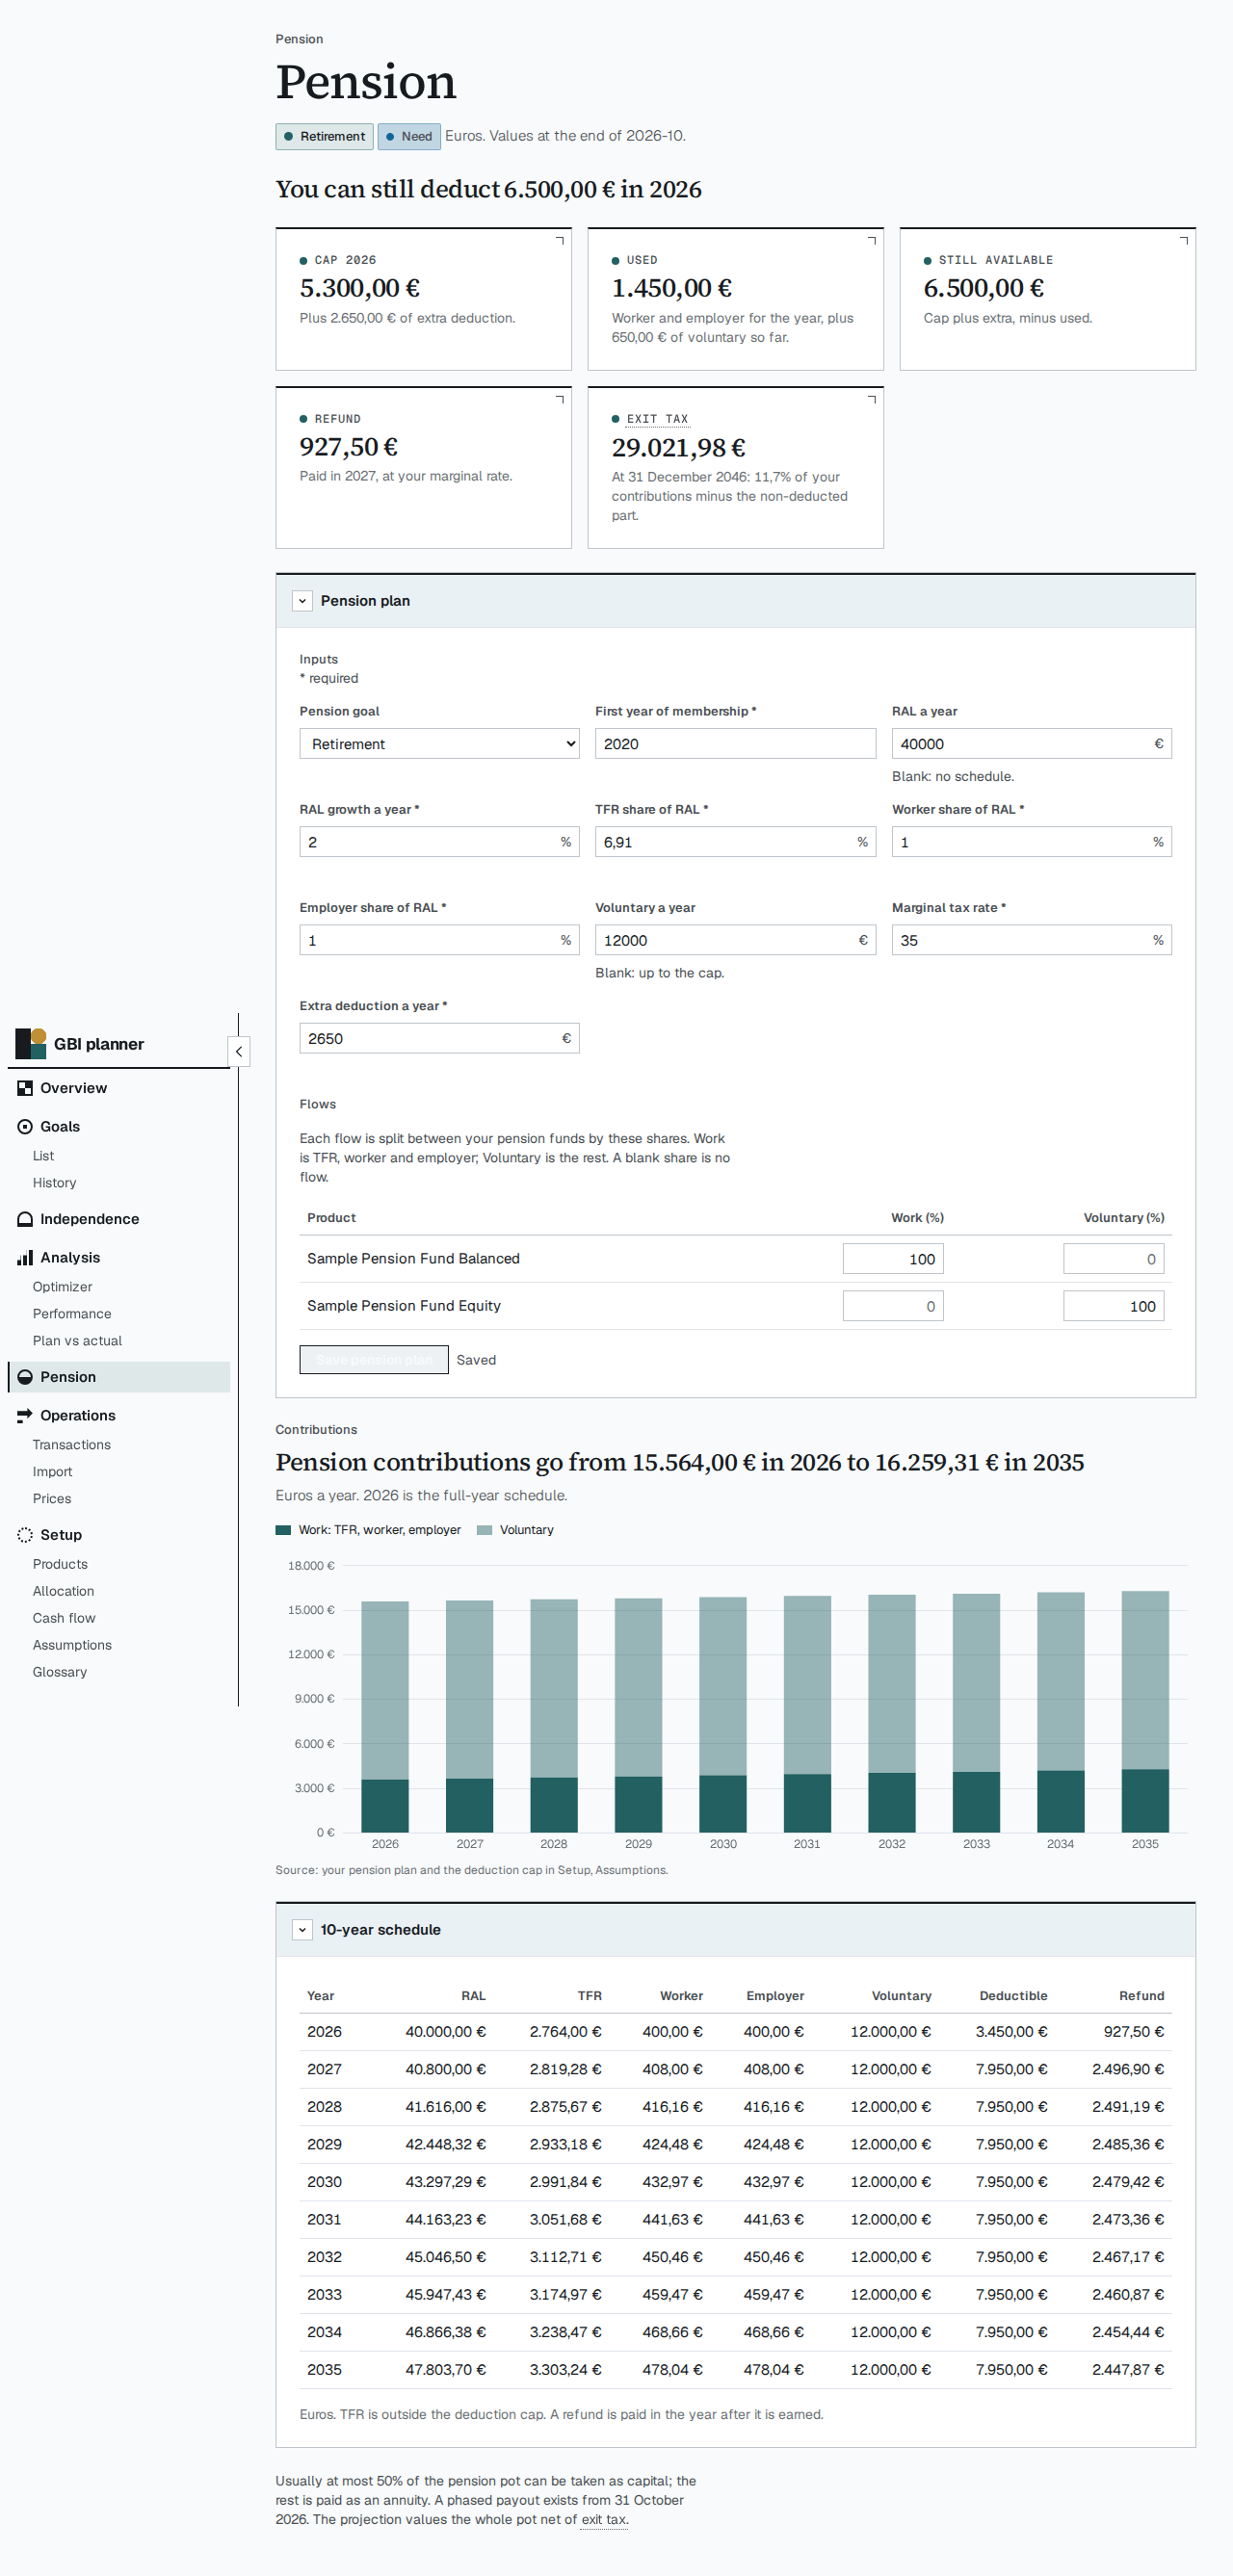 Pension
Pension
Retirement Need Euros. Values at the end of 2026-10.
You can still deduct 6.500,00 € in 2026
CAP 2026
5.300,00 €
Plus 2.650,00 € of extra deduction.
USED
1.450,00 €
Worker and employer for the year, plus
650,00 € of voluntary so far.
STILL AVAILABLE
6.500,00 €
Cap plus extra, minus used.
REFUND
927,50 €
Paid in 2027, at your marginal rate.
EXIT TAX
29.021,98 €
At 31 December 2046: 11,7% of your
contributions minus the non-deducted
part.
Pension plan
Inputs
* required
Pension goal
Retirement
First year of membership *
2020
RAL a year
40000 €
Blank: no schedule.
RAL growth a year *
2 %
TFR share of RAL *
6,91 %
Worker share of RAL *
1 %
Employer share of RAL *
1 %
Voluntary a year
12000 €
Blank: up to the cap.
Marginal tax rate *
35 %
Extra deduction a year *
2650 €
Flows
Each flow is split between your pension funds by these shares. Work
is TFR, worker and employer; Voluntary is the rest. A blank share is no
flow.
Product Work (%) Voluntary (%)
Sample Pension Fund Balanced 100 0
Sample Pension Fund Equity 0 100
Save pension plan Saved
GBI planner
Overview
Goals
List
History
Independence
Analysis
Optimizer
Performance
Plan vs actual
Pension
Operations
Transactions
Import
Prices
Setup
Products
Allocation
Cash flow
Assumptions
Glossary
Contributions
Pension contributions go from 15.564,00 € in 2026 to 16.259,31 € in 2035
Euros a year. 2026 is the full-year schedule.
Work: TFR, worker, employer Voluntary
18.000 €
15.000 €
12.000 €
9.000 €
6.000 €
3.000 €
0 €
2026 2027 2028 2029 2030 2031 2032 2033 2034 2035
Source: your pension plan and the deduction cap in Setup, Assumptions.
10-year schedule
Year RAL TFR Worker Employer Voluntary Deductible Refund
2026 40.000,00 € 2.764,00 € 400,00 € 400,00 € 12.000,00 € 3.450,00 € 927,50 €
2027 40.800,00 € 2.819,28 € 408,00 € 408,00 € 12.000,00 € 7.950,00 € 2.496,90 €
2028 41.616,00 € 2.875,67 € 416,16 € 416,16 € 12.000,00 € 7.950,00 € 2.491,19 €
2029 42.448,32 € 2.933,18 € 424,48 € 424,48 € 12.000,00 € 7.950,00 € 2.485,36 €
2030 43.297,29 € 2.991,84 € 432,97 € 432,97 € 12.000,00 € 7.950,00 € 2.479,42 €
2031 44.163,23 € 3.051,68 € 441,63 € 441,63 € 12.000,00 € 7.950,00 € 2.473,36 €
2032 45.046,50 € 3.112,71 € 450,46 € 450,46 € 12.000,00 € 7.950,00 € 2.467,17 €
2033 45.947,43 € 3.174,97 € 459,47 € 459,47 € 12.000,00 € 7.950,00 € 2.460,87 €
2034 46.866,38 € 3.238,47 € 468,66 € 468,66 € 12.000,00 € 7.950,00 € 2.454,44 €
2035 47.803,70 € 3.303,24 € 478,04 € 478,04 € 12.000,00 € 7.950,00 € 2.447,87 €
Euros. TFR is outside the deduction cap. A refund is paid in the year after it is earned.
Usually at most 50% of the pension pot can be taken as capital; the
rest is paid as an annuity. A phased payout exists from 31 October
2026. The projection values the whole pot net of exit tax.